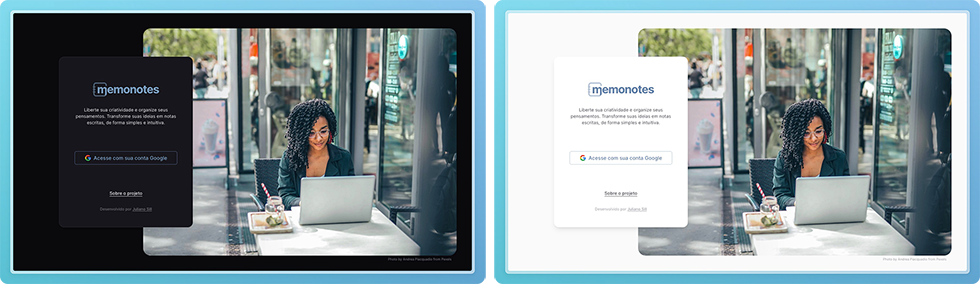 memonotes
Liberte sua criatividade e organize seus
pensamentos. Transforme suas ideias em notas
escritas, de forma simples e intuitiva.
Acesse com sua conta Google
Sobre o projeto
Desenvolvido por Juliana Gill
Photo by Andrea Piacquadio from Pexels
memonotes
Liberte sua criatividade e organize seus
pensamentos. Transforme suas ideias em notas
escritas, de forma simples e intuitiva.
Acesse com sua conta Google
Sobre o projeto
Desenvolvido por Juliana Gill
Photo by Andrea Piacquadio from Pexels